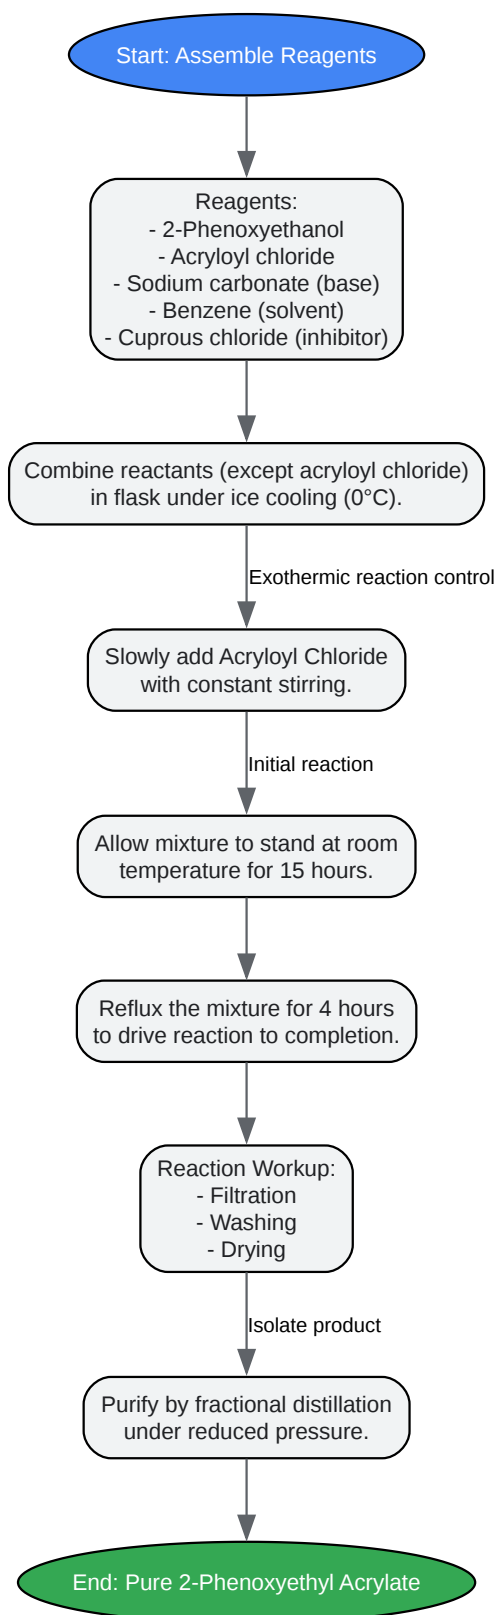 Start: Assemble Reagents
Reagents:
- 2-Phenoxyethanol
- Acryloyl chloride
- Sodium carbonate (base)
- Benzene (solvent)
- Cuprous chloride (inhibitor)
Combine reactants (except acryloyl chloride)
in flask under ice cooling (0°C).
Exothermic reaction control
Slowly add Acryloyl Chloride
with constant stirring.
Initial reaction
Allow mixture to stand at room
temperature for 15 hours.
Reflux the mixture for 4 hours
to drive reaction to completion.
Reaction Workup:
- Filtration
- Washing
- Drying
Isolate product
Purify by fractional distillation
under reduced pressure.
End: Pure 2-Phenoxyethyl Acrylate